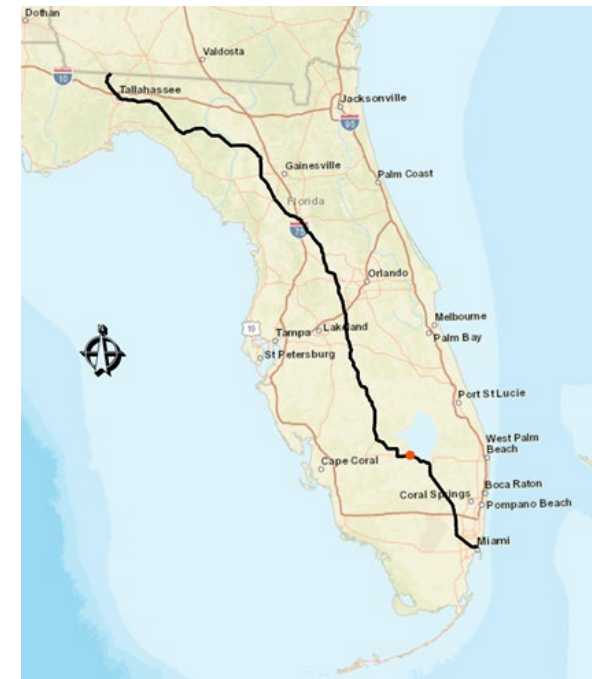 Dothan
Valdosta
10
Tallahassee
Jacksonville
95
Gainesville
Palm Coast
Florida
75
Orlando
Melbourne
19
Tampa
Lakeland
Palm Bay
St Petersburg
Port St Lucie
West Palm
Beach
Cape Coral
Boca Raton
Coral Springs
Pompano Beach
Miami